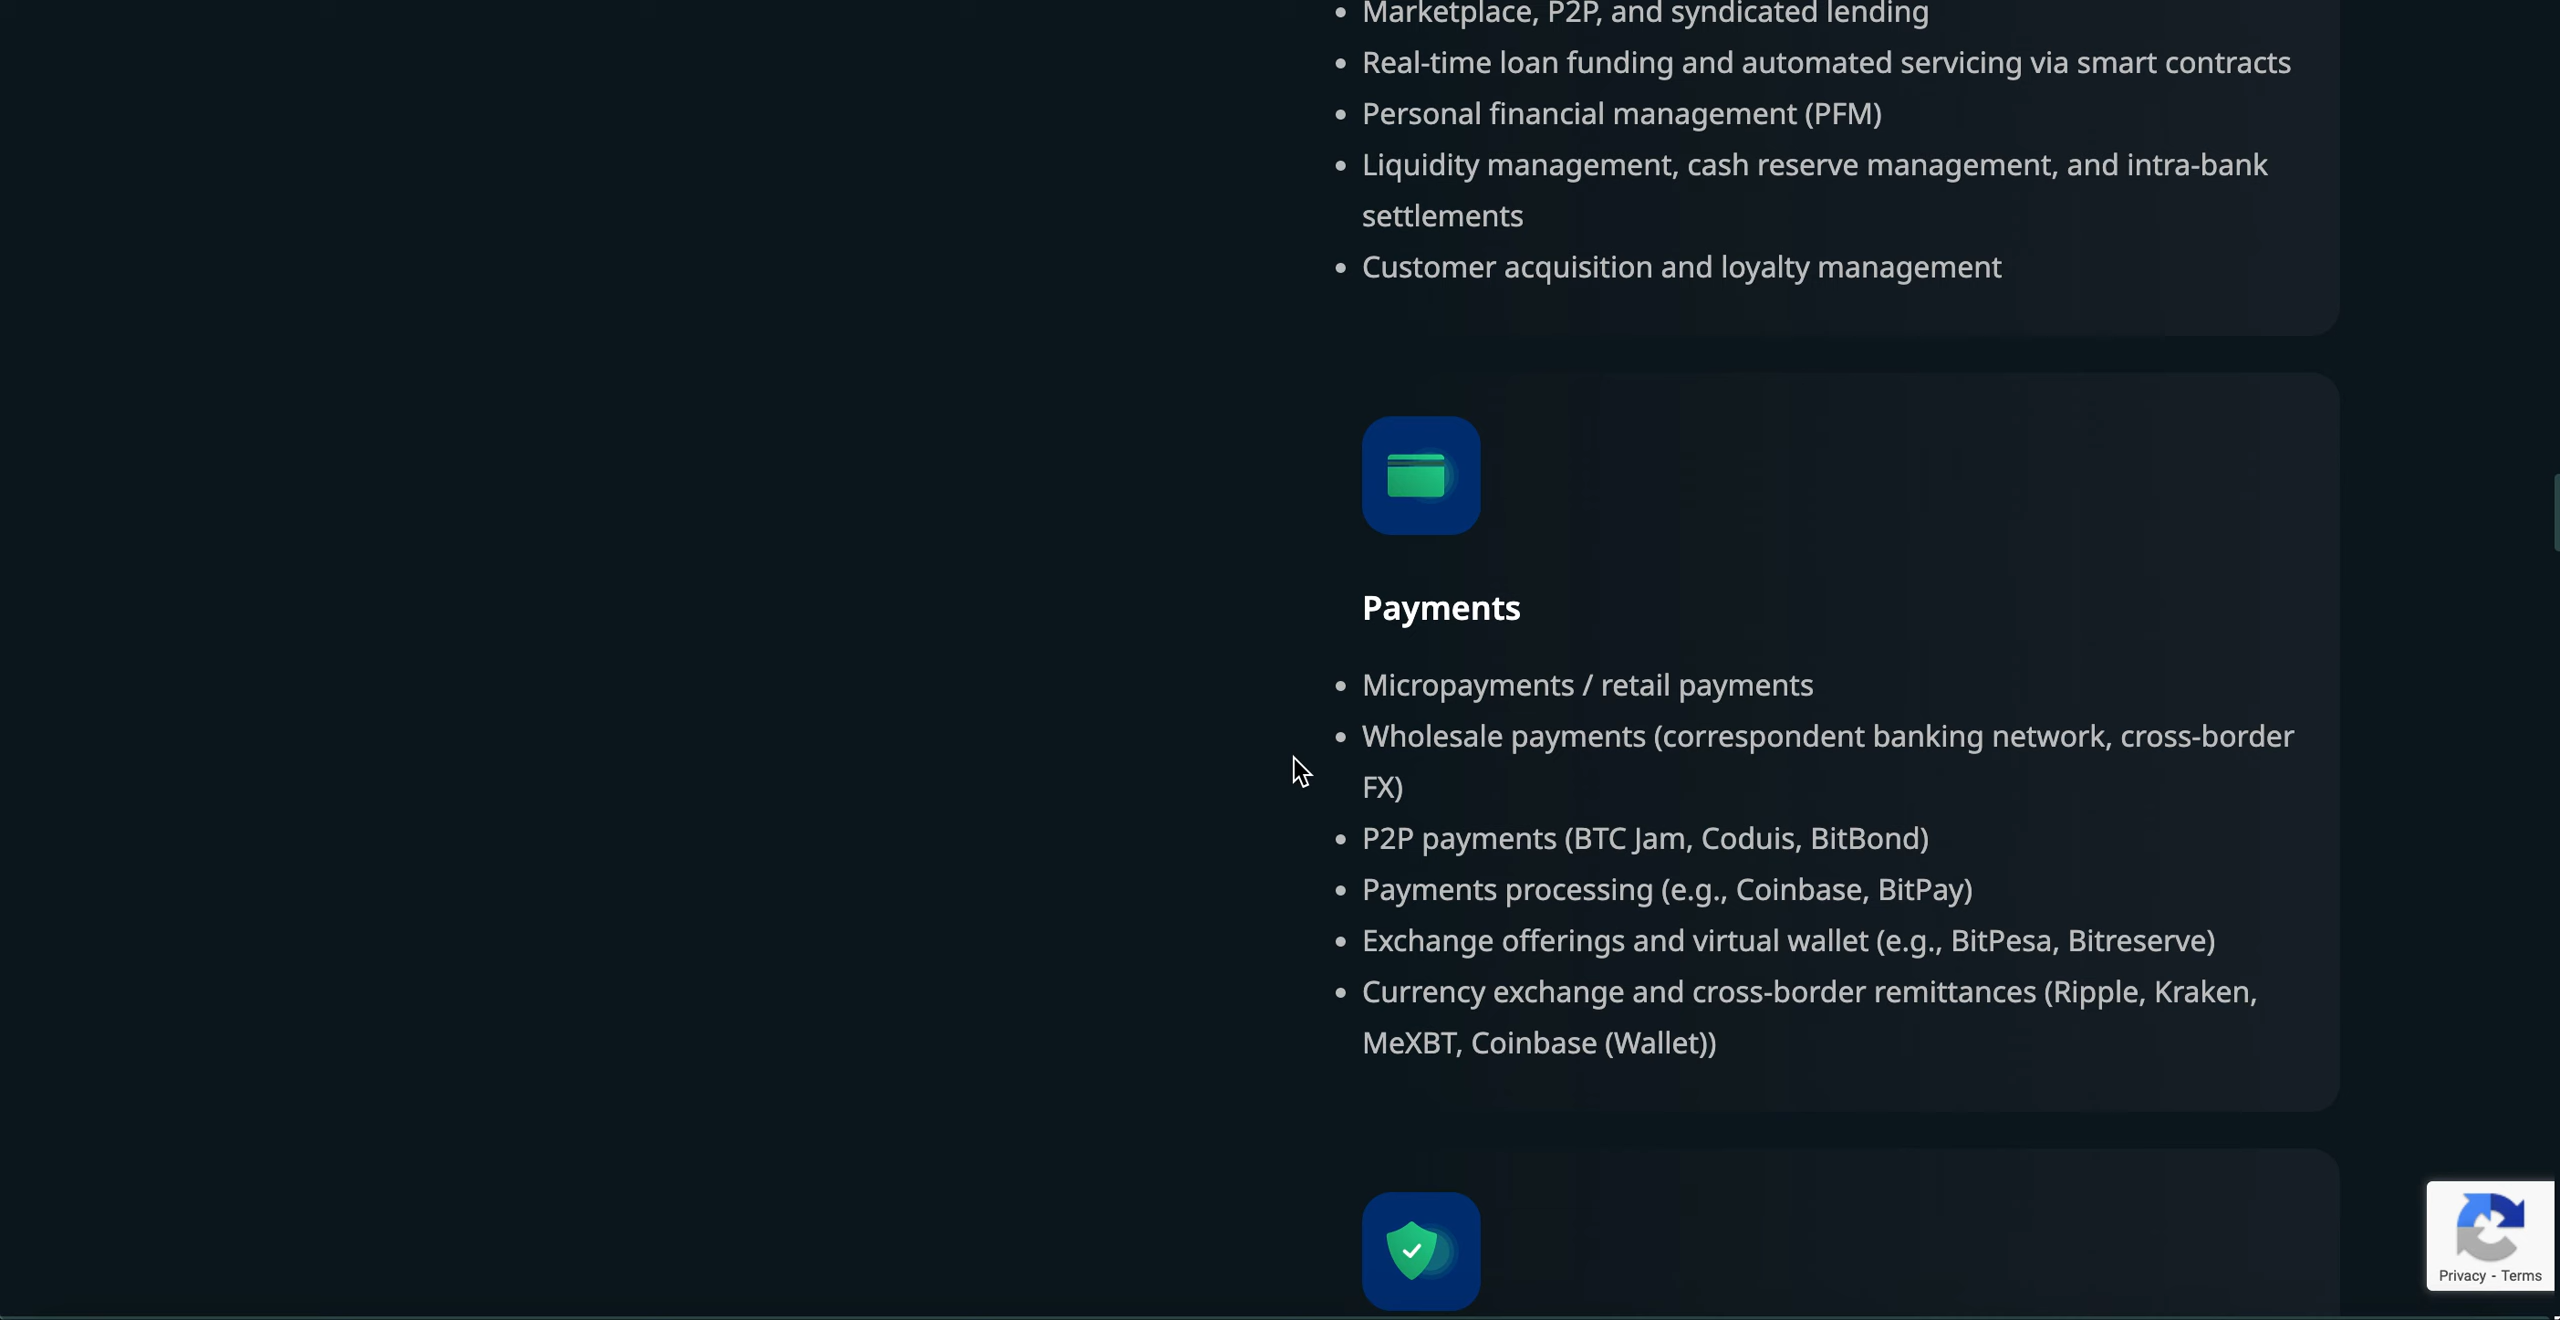 Marketplace, P2P, and syndicated lending
Real-time loan funding and automated servicing via smart contracts
Personal financial management (PFM)
Liquidity management, cash reserve management, and intra-bank
settlements
Customer acquisition and loyalty management
Payments
Micropayments / retail payments
Wholesale payments (correspondent banking network, cross-border
FX)
P2P payments (BTC Jam, Coduis, BitBond)
Payments processing (e.g., Coinbase, BitPay)
Exchange offerings and virtual wallet (e.g., BitPesa, Bitreserve)
Currency exchange and cross-border remittances (Ripple, Kraken,
MeXBT, Coinbase (Wallet))
Privacy - Terms